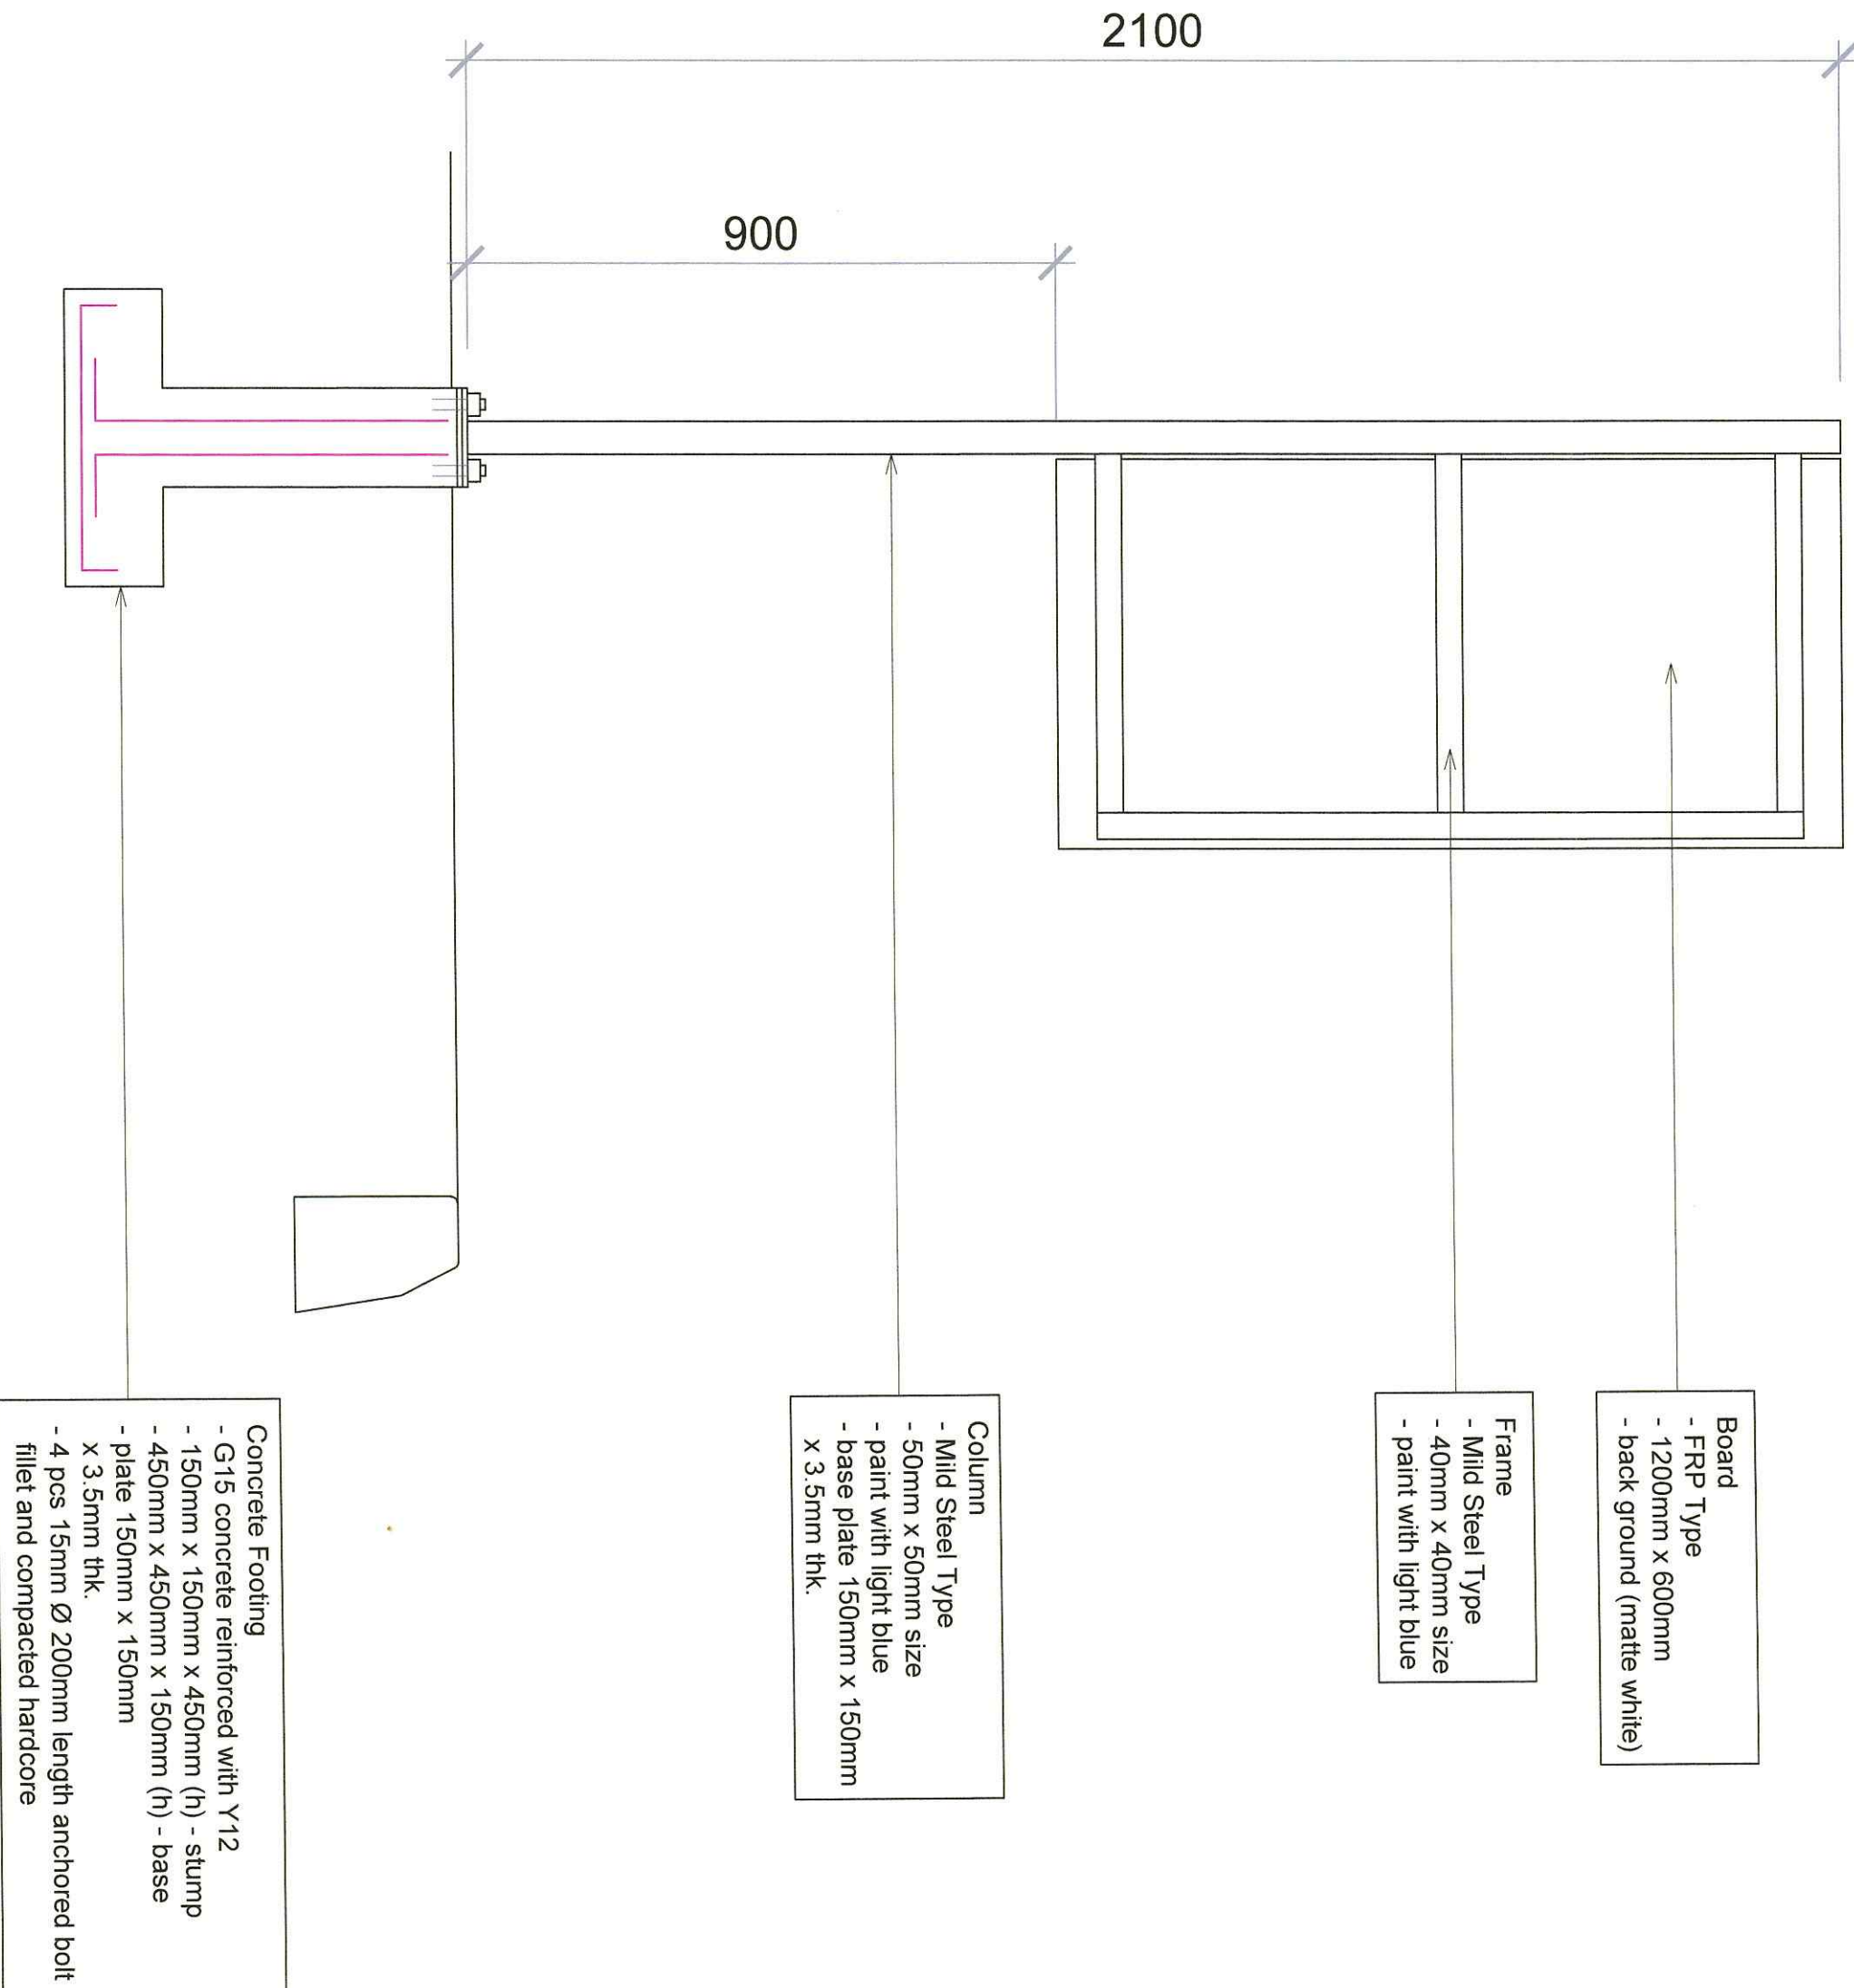 2100
900
Board
- FRP Type
- 1200mm x 600mm
- back ground (matte white)
Frame
- Mild Steel Type
- 40mm x 40mm size
- paint with light blue
Column
- Mild Steel Type
- 50mm x 50mm size
- paint with light blue
- base plate 150mm x 150mm
x 3.5mm thk.
Concrete Footing
- G15 concrete reinforced with Y12
- 150mm x 150mm x 450mm (h) - stump
- 450mm x 450mm x 150mm (h) - base
- plate 150mm x 150mm
x 3.5mm thk.
- 4 pcs 15mm Ø 200mm length anchored bolt
fillet and compacted hardcore